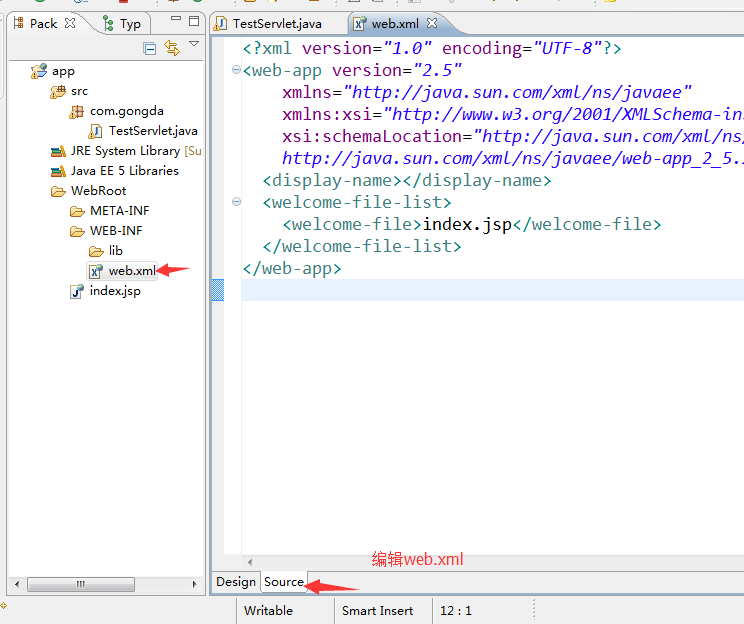 Pack
Typ
app
src
com.gongda
TestServlet.java
JRE System Library [Su
Java EE 5 Libraries
WebRoot
META-INF
WEB-INF
lib
web.xml
index.jsp
TestServlet.java
web.xml
<?xml version="1.0" encoding="UTF-8"?>
<web-app version="2.5"
xmlns="http://java.sun.com/xml/ns/javaee"
xmlns:xsi="http://www.w3.org/2001/XMLSchema-ins
xsi:schemaLocation="http://java.sun.com/xml/ns/
http://java.sun.com/xml/ns/javaee/web-app_2_5.
<display-name></display-name>
<welcome-file-list>
<welcome-file>index.jsp</welcome-file>
</welcome-file-list>
</web-app>
编辑web.xml
Design
Source
Writable
Smart Insert
12 : 1